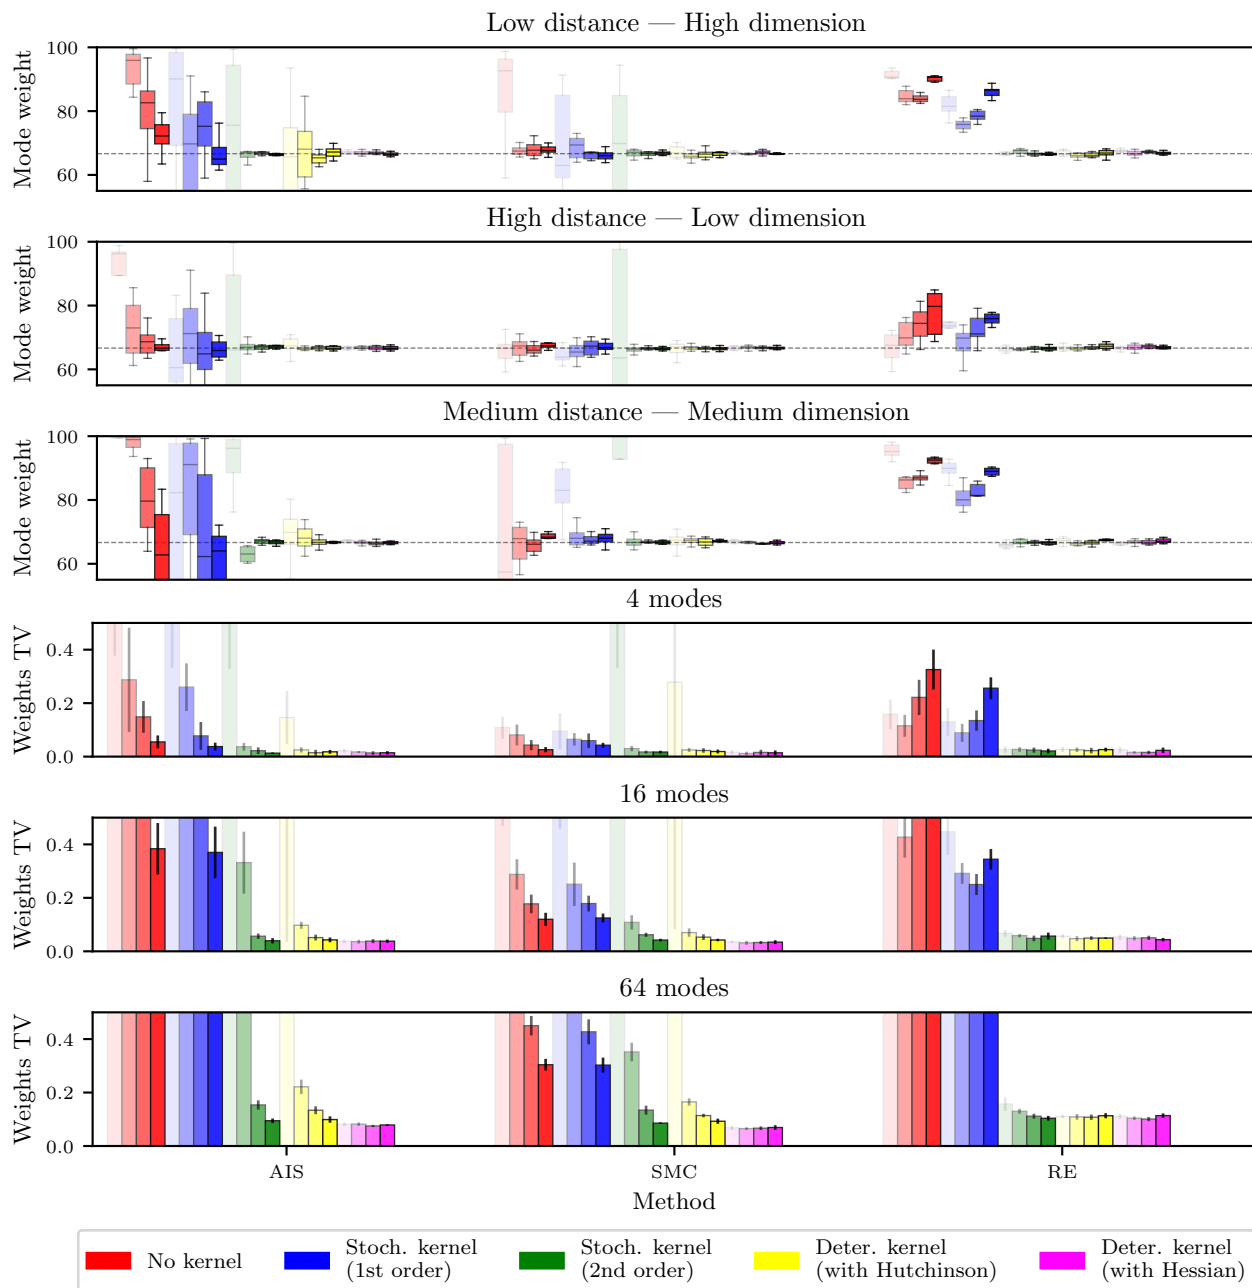 Low distance — High dimension
Mode weight
100
80
60
High distance — Low dimension
Mode weight
100
80
60
Medium distance — Medium dimension
Mode weight
100
80
60
4 modes
Weights TV
0.4
0.2
0.0
16 modes
Weights TV
0.4
0.2
0.0
64 modes
Weights TV
0.4
0.2
0.0
AIS SMC RE
Method
No kernel
Stoch. kernel
(1st order)
Stoch. kernel
(2nd order)
Deter. kernel
(with Hutchinson)
Deter. kernel
(with Hessian)